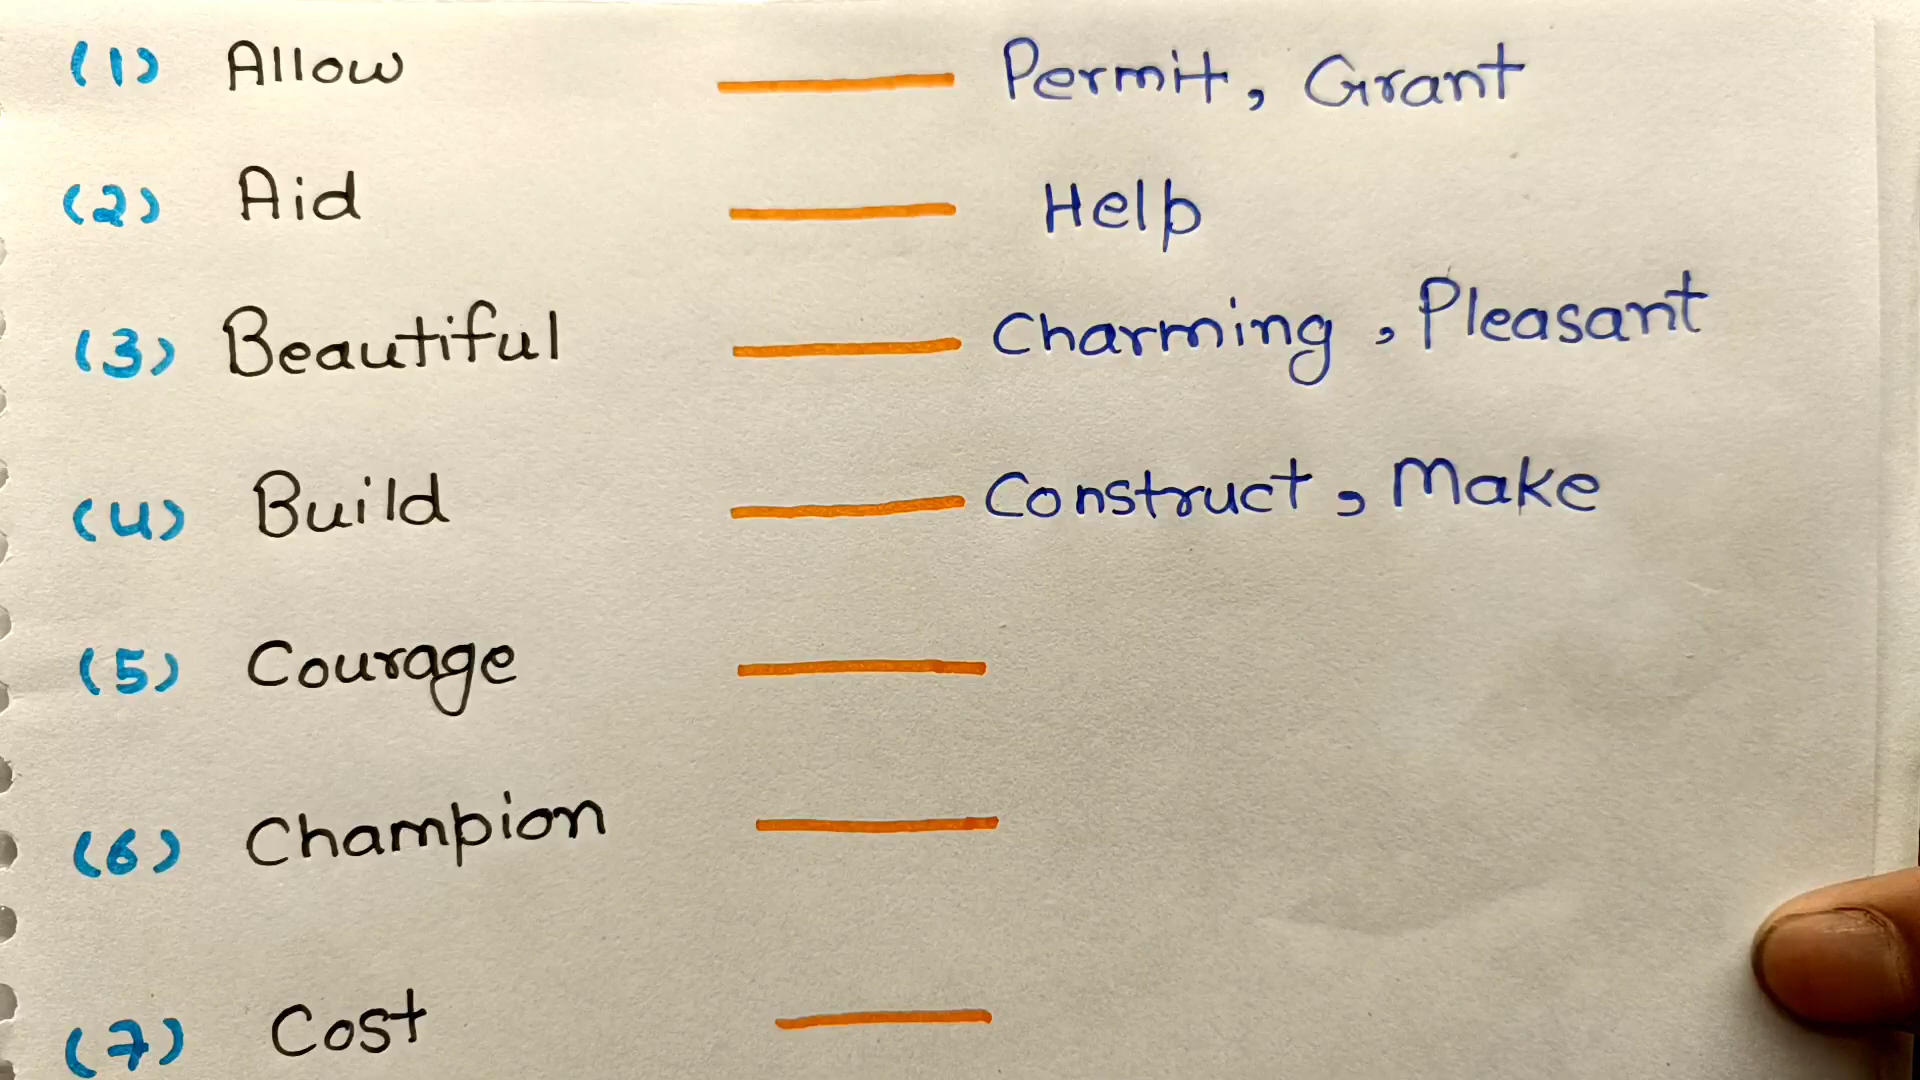 (1) Allow — Permit, Grant
(2) Aid — Help
(3) Beautiful — Charming, Pleasant
(4) Build — Construct, Make
(5) Courage —
(6) Champion —
(7) Cost —